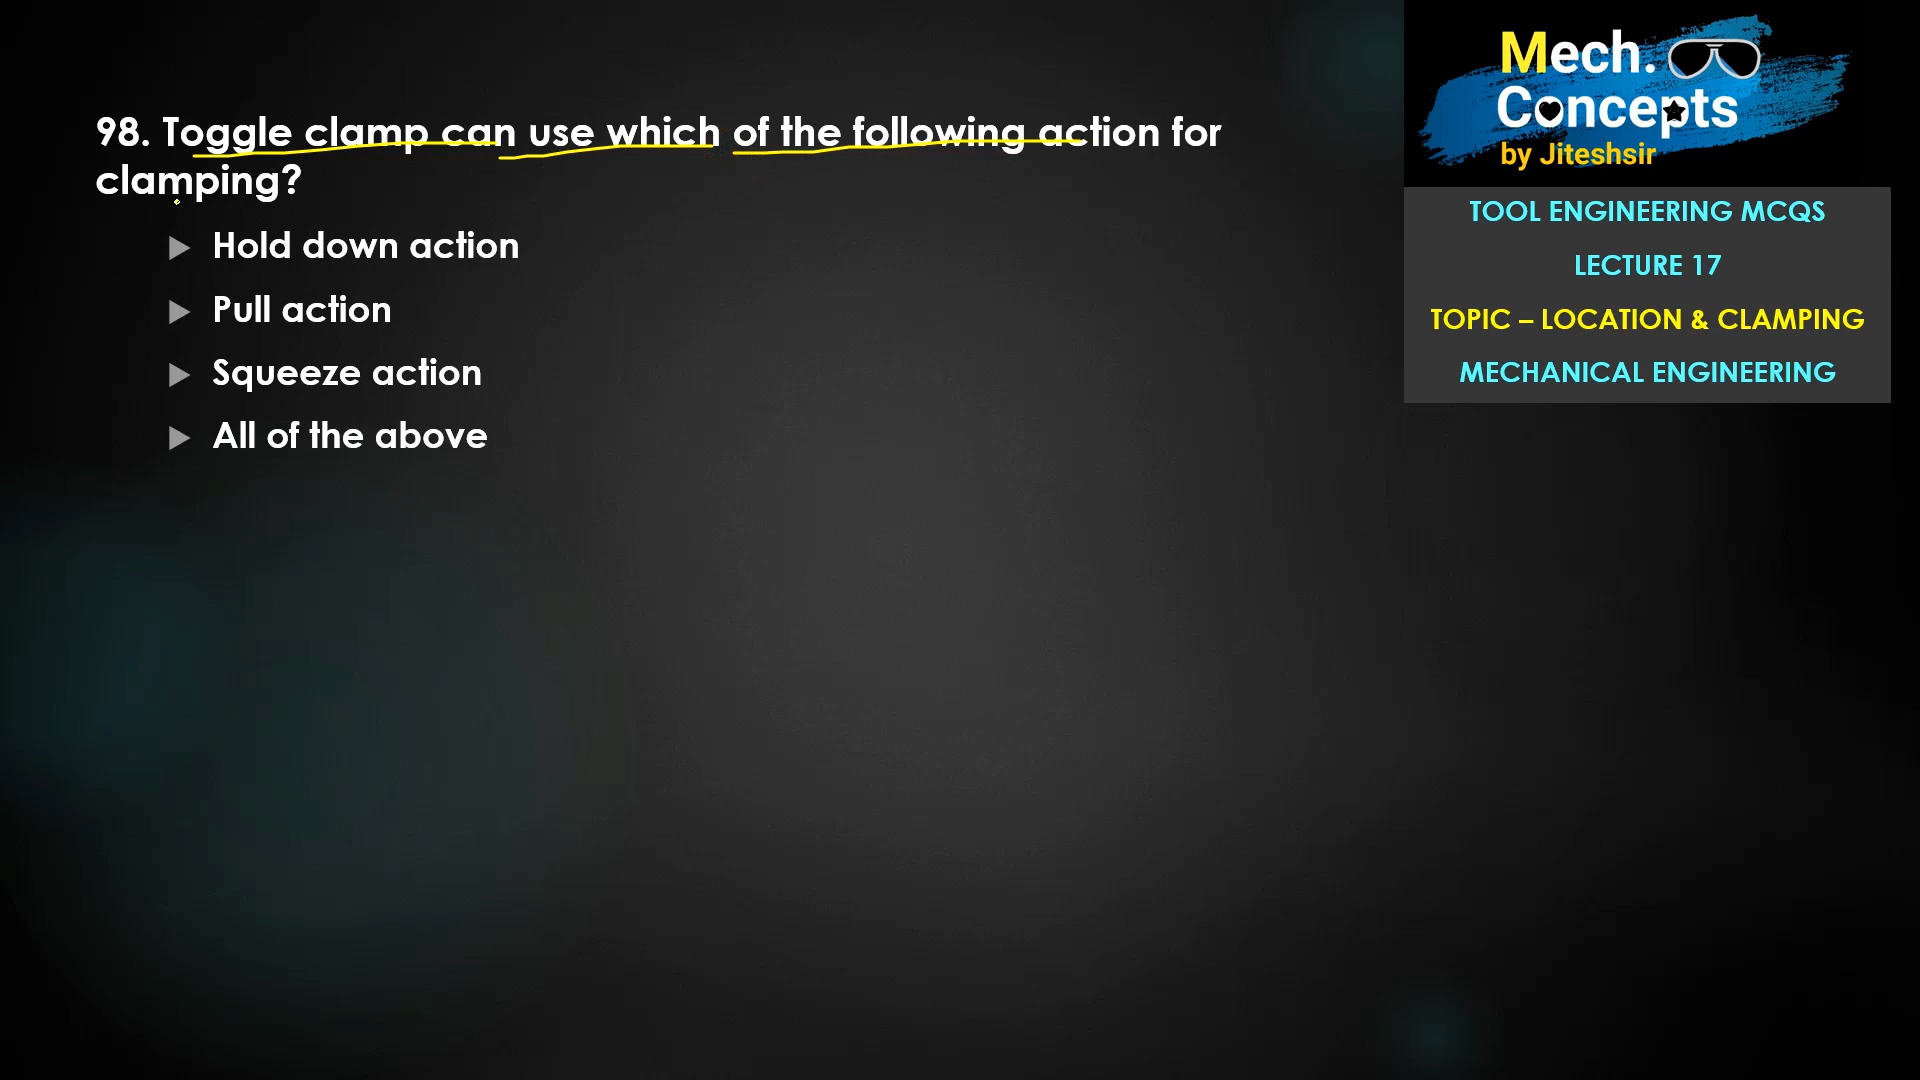 98. Toggle clamp can use which of the following action for
clamping?
Hold down action
Pull action
Squeeze action
All of the above
Mech.
Concepts
by Jiteshsir
TOOL ENGINEERING MCQS
LECTURE 17
TOPIC – LOCATION & CLAMPING
MECHANICAL ENGINEERING